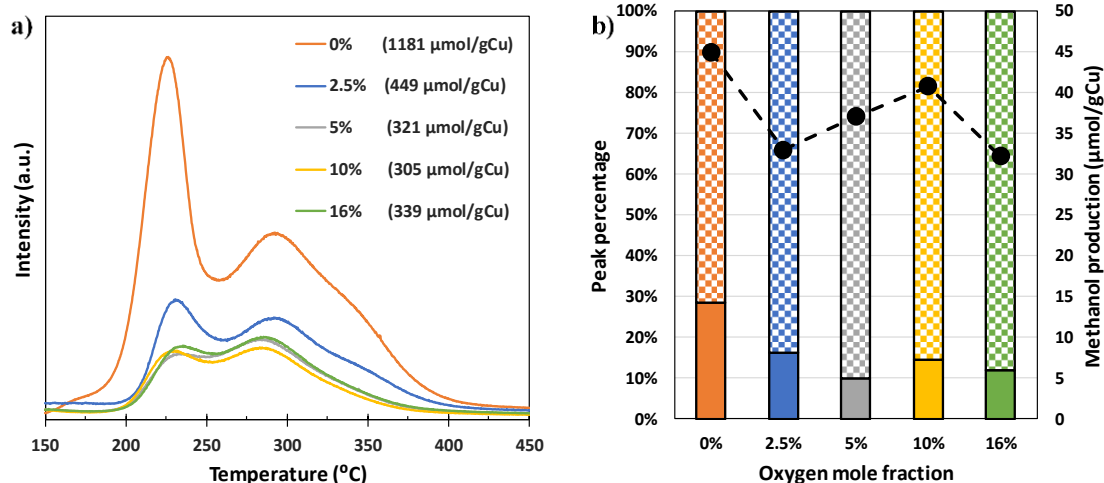 a)
0% (1181 µmol/gCu)
2.5% (449 µmol/gCu)
5% (321 µmol/gCu)
10% (305 µmol/gCu)
16% (339 µmol/gCu)
Intensity (a.u.)
150 200 250 300 350 400 450
Temperature (⁰C)
b)
100%
90%
80%
70%
60%
50%
40%
30%
20%
10%
0%
Peak percentage
50
45
40
35
30
25
20
15
10
5
0
Methanol production (µmol/gCu)
0% 2.5% 5% 10% 16%
Oxygen mole fraction